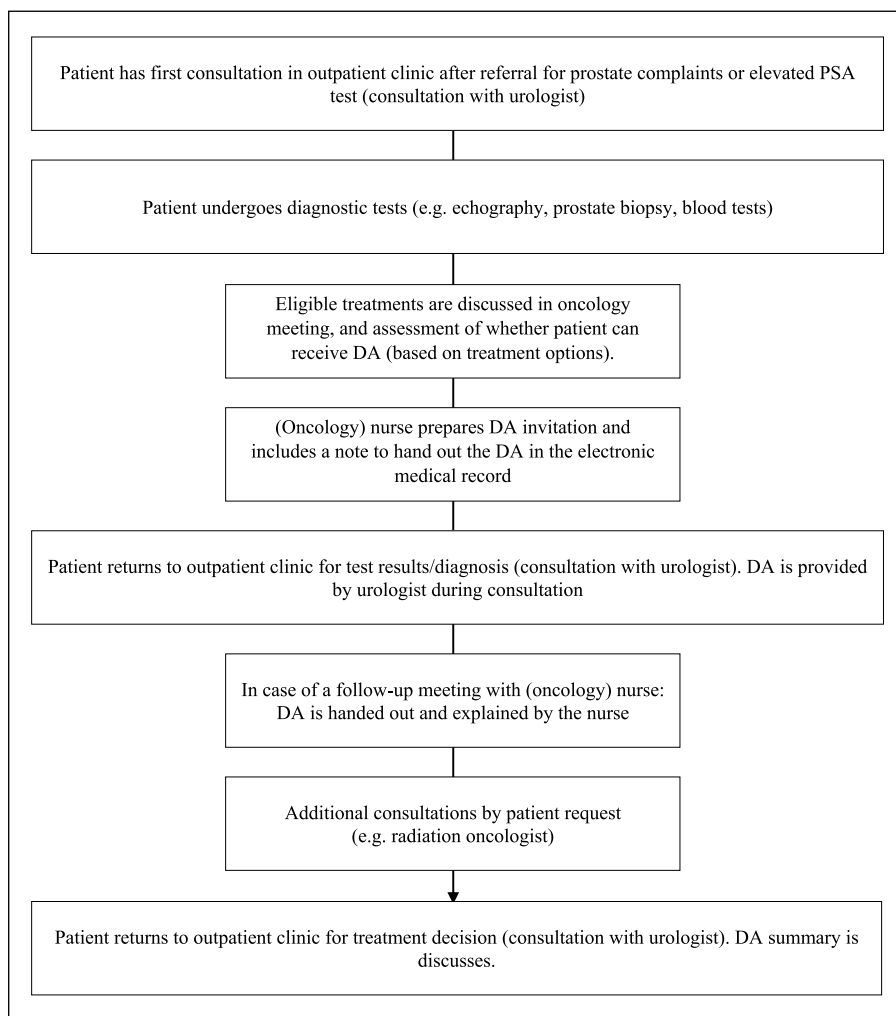 Patient has first consultation in outpatient clinic after referral for prostate complaints or elevated PSA
test (consultation with urologist)
Patient undergoes diagnostic tests (e.g. echography, prostate biopsy, blood tests)
Eligible treatments are discussed in oncology
meeting, and assessment of whether patient can
receive DA (based on treatment options).
(Oncology) nurse prepares DA invitation and
includes a note to hand out the DA in the electronic
medical record
Patient returns to outpatient clinic for test results/diagnosis (consultation with urologist). DA is provided
by urologist during consultation
In case of a follow-up meeting with (oncology) nurse:
DA is handed out and explained by the nurse
Additional consultations by patient request
(e.g. radiation oncologist)
Patient returns to outpatient clinic for treatment decision (consultation with urologist). DA summary is
discusses.